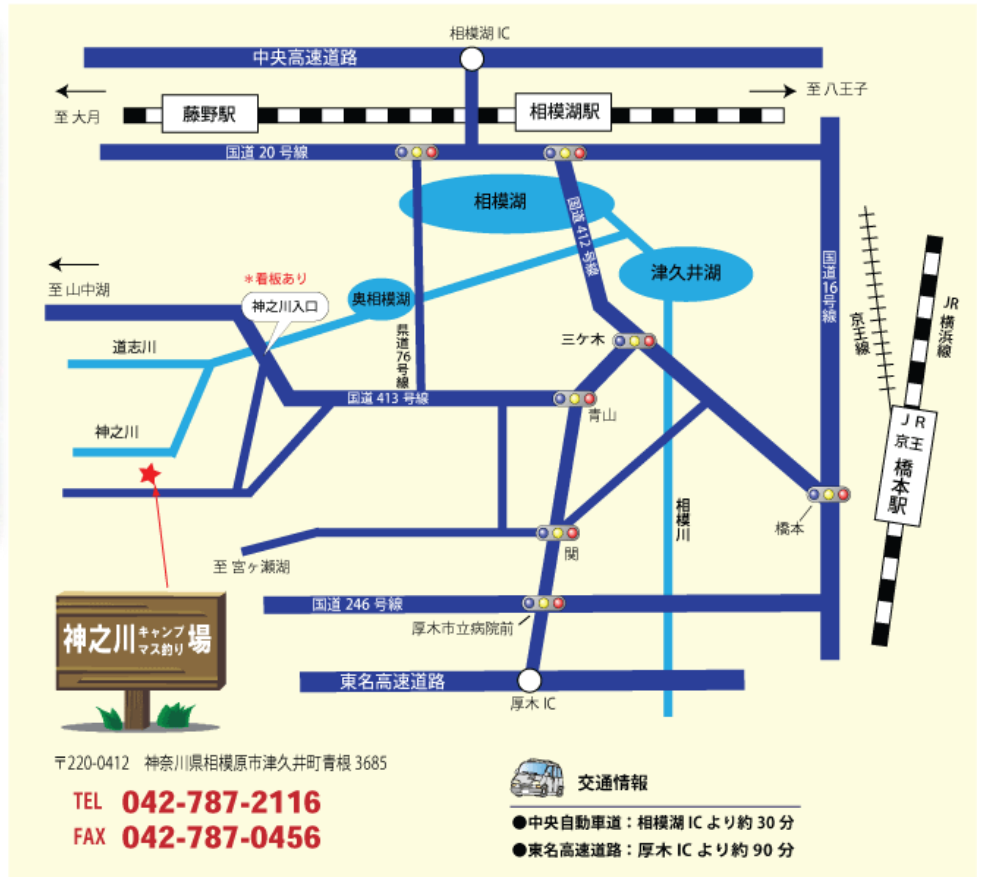 相模湖 IC
中央高速道路
至 大月
藤野駅
相模湖駅
至 八王子
国道 20 号線
相模湖
国道 412 号線
津久井湖
国道16号線
京王線
JR 横浜線
至 山中湖
＊看板あり
神之川入口
奥相模湖
道志川
県道76号線
三ケ木
国道 413 号線
青山
神之川
JR
京王
橋本駅
橋本
相模川
関
至 宮ヶ瀬湖
国道 246 号線
厚木市立病院前
神之川キャンプマス釣り場
東名高速道路
厚木 IC
〒220-0412　神奈川県相模原市津久井町青根 3685
TEL 042-787-2116
FAX 042-787-0456
交通情報
●中央自動車道：相模湖 IC より約 30 分
●東名高速道路：厚木 IC より約 90 分